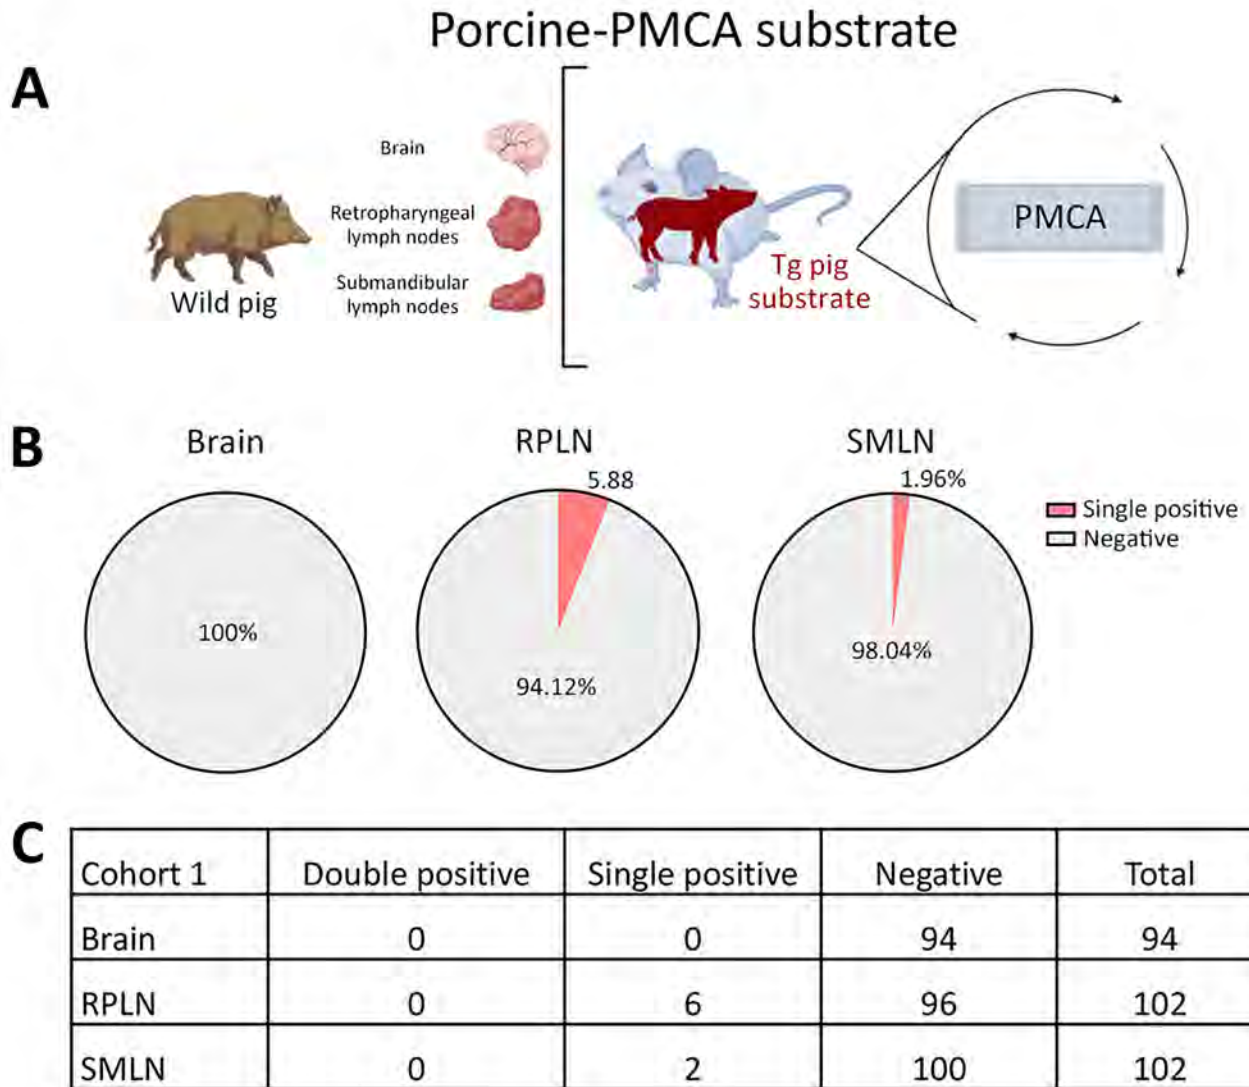 Porcine-PMCA substrate
A
Brain
Retropharyngeal
lymph nodes
Submandibular
lymph nodes
Wild pig
Tg pig
substrate
PMCA
B
Brain
RPLN
SMLN
5.88
1.96%
100%
94.12%
98.04%
Single positive
Negative
C
Cohort 1 Double positive Single positive Negative Total
Brain 0 0 94 94
RPLN 0 6 96 102
SMLN 0 2 100 102